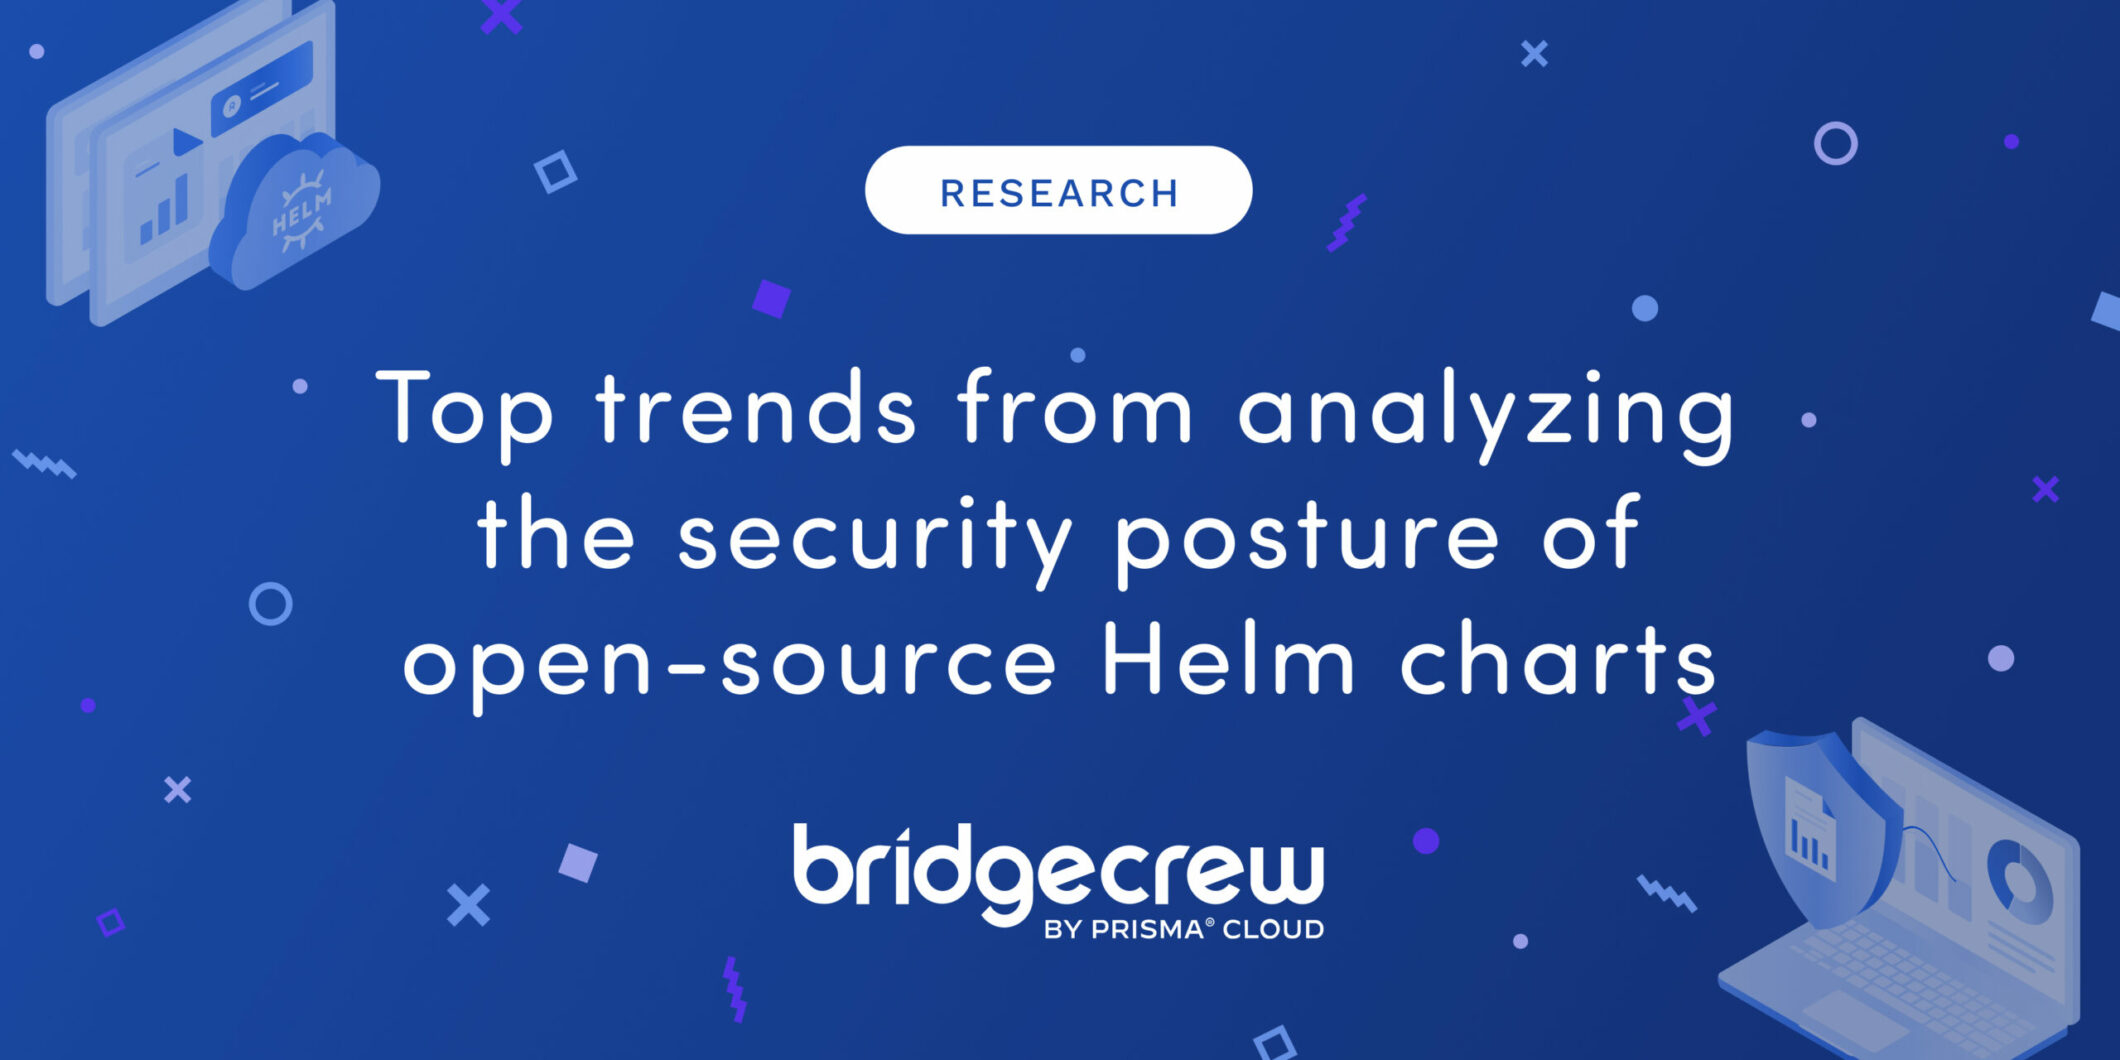 HELM
RESEARCH
Top trends from analyzing
the security posture of
open-source Helm charts
bridgecrew
BY PRISMA® CLOUD